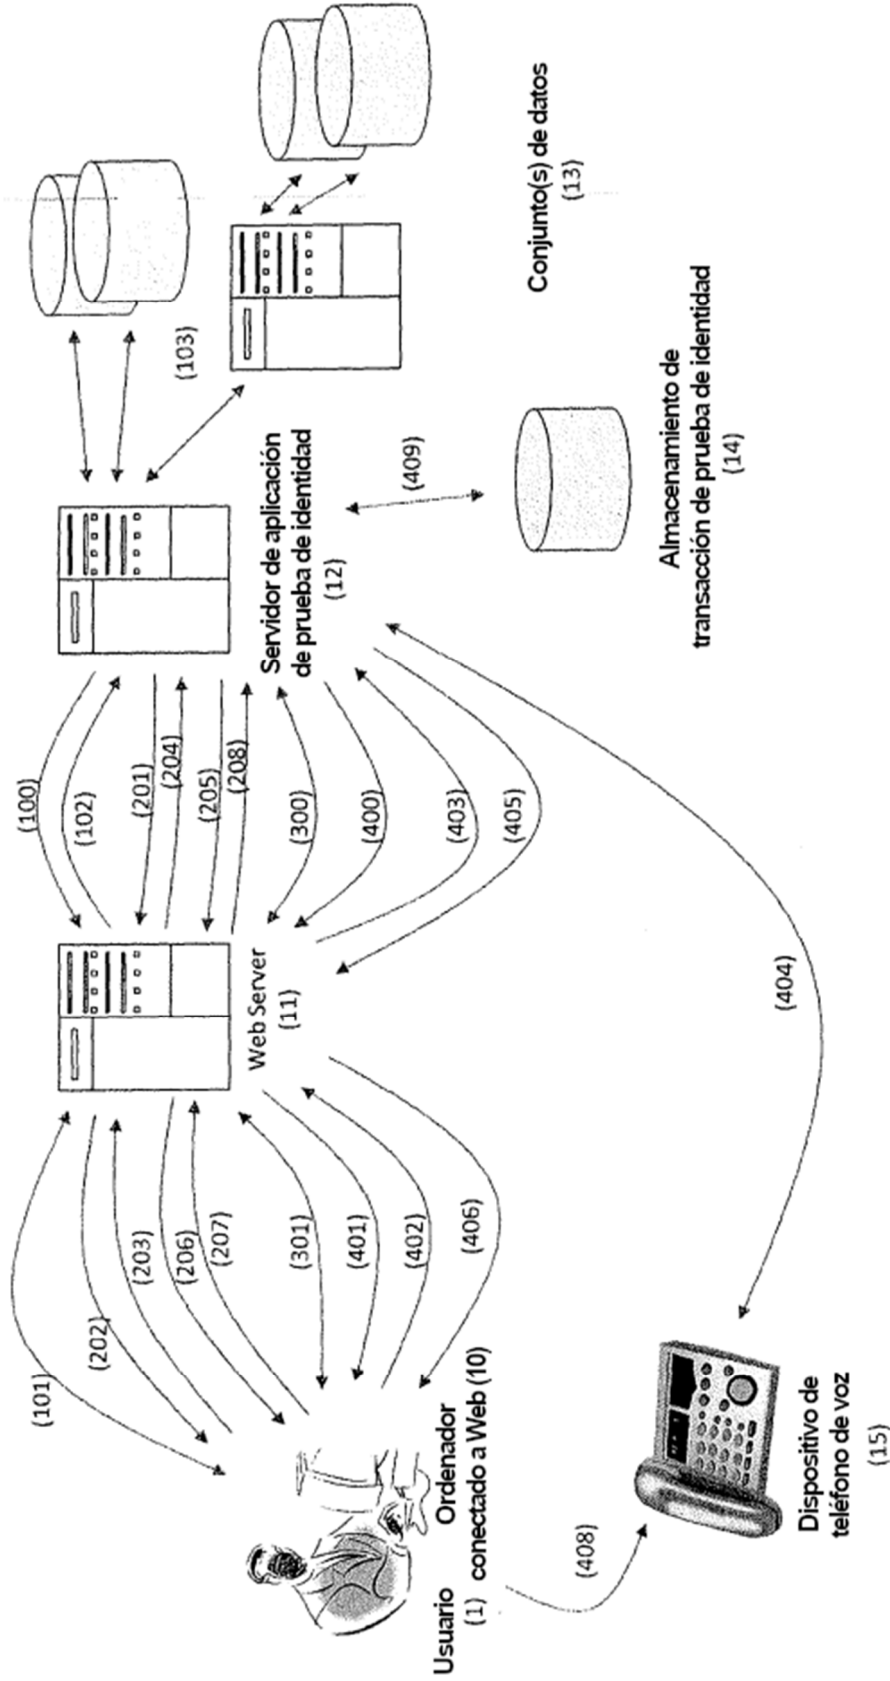 (101)
(202)
(203)
(206)
(207)
(301)
(401)
(402)
(406)
(100)
(102)
(201)
(204)
(205)
(208)
(300)
(400)
(403)
(405)
(103)
(409)
(404)
(408)
Usuario
(1)
Ordenador
conectado a Web (10)
Web Server
(11)
Servidor de aplicación
de prueba de identidad
(12)
Conjunto(s) de datos
(13)
Almacenamiento de
transacción de prueba de identidad
(14)
Dispositivo de
teléfono de voz
(15)